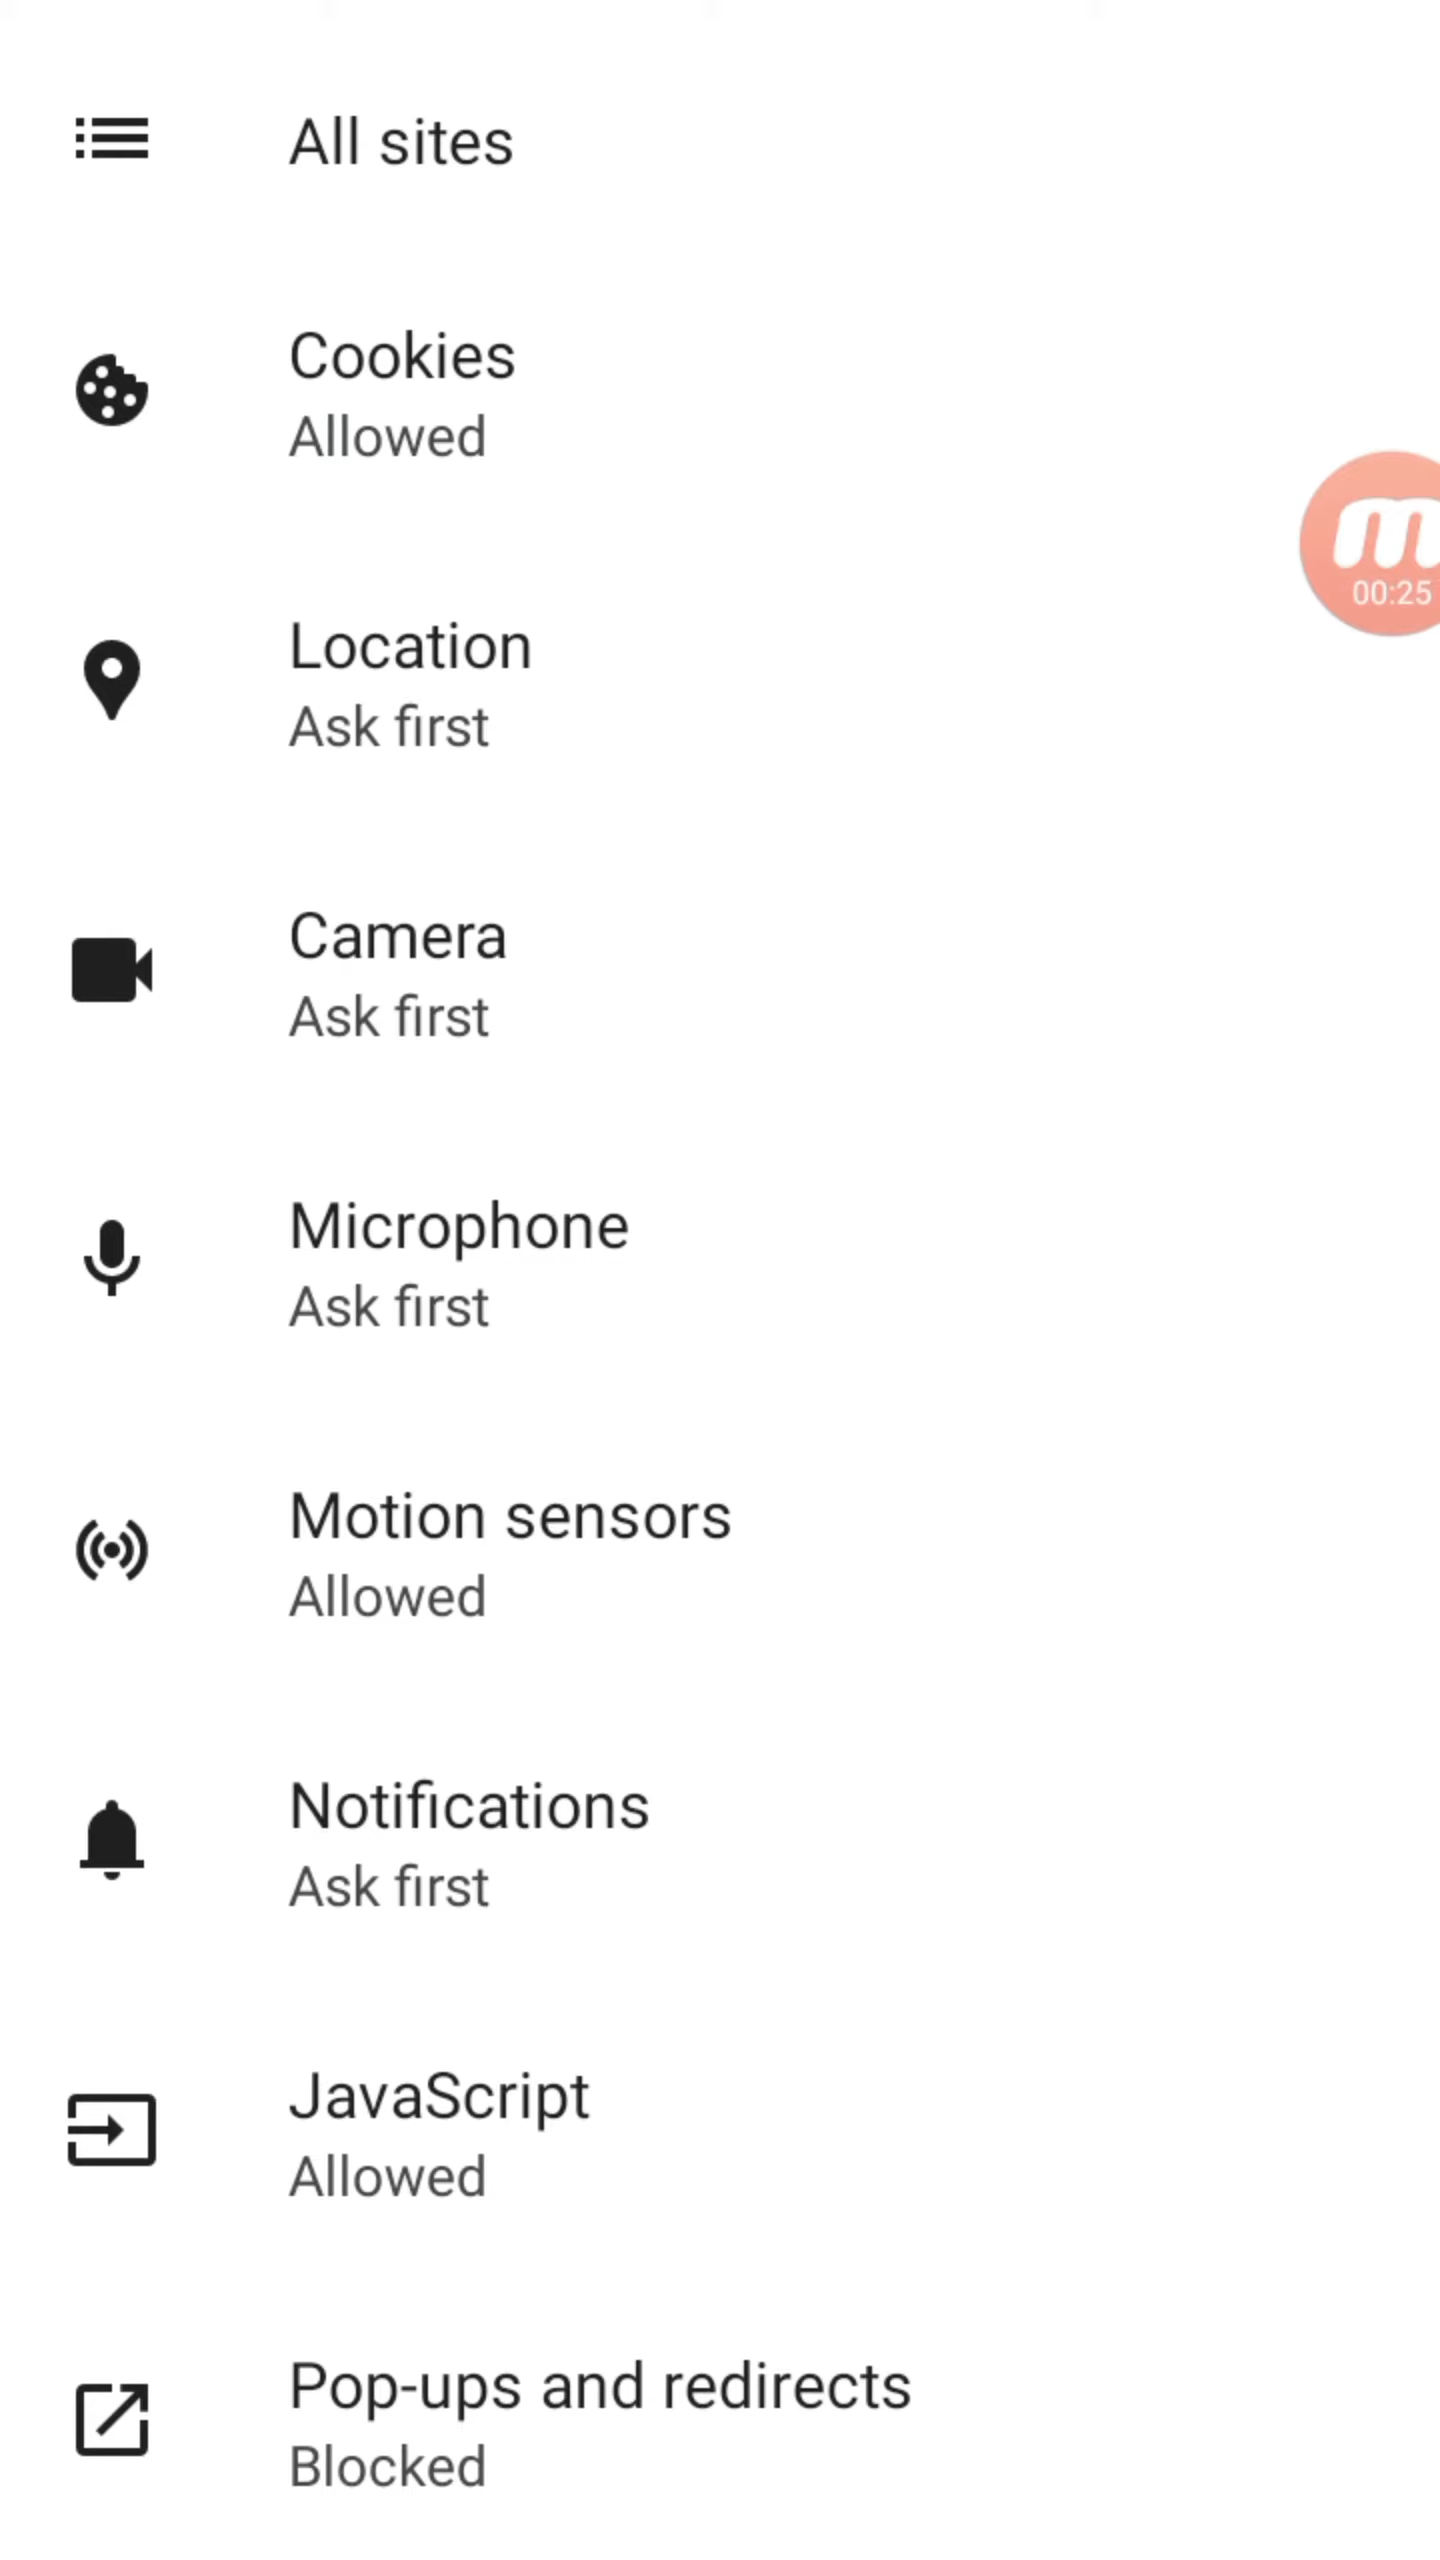 All sites
Cookies
Allowed
00:25
Location
Ask first
Camera
Ask first
Microphone
Ask first
Motion sensors
Allowed
Notifications
Ask first
JavaScript
Allowed
Pop-ups and redirects
Blocked